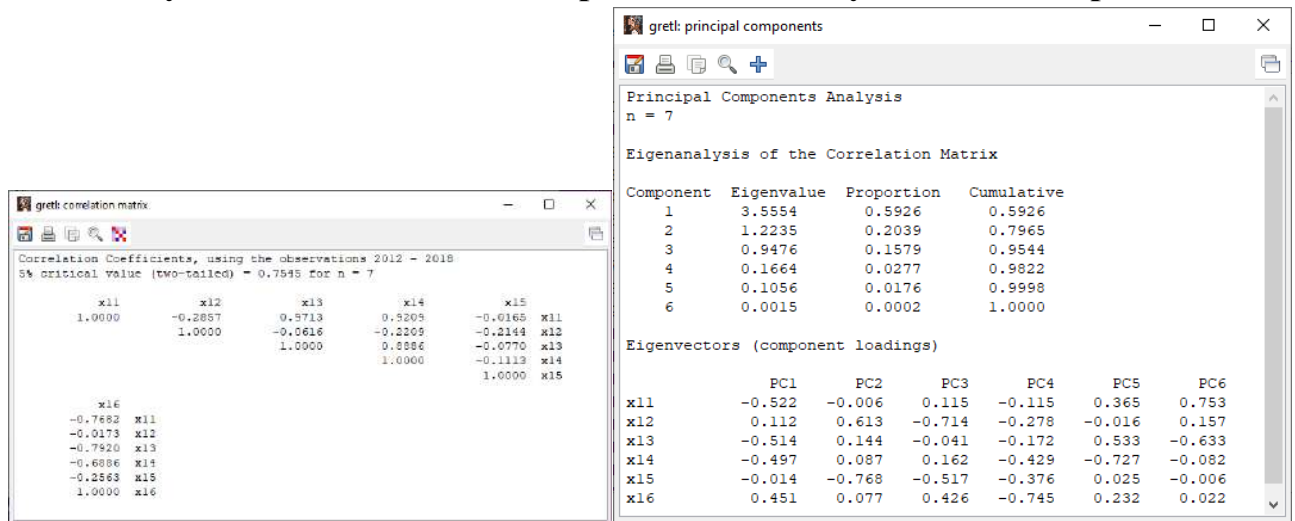 gretl: correlation matrix
Correlation Coefficients, using the observations 2012 - 2018
5% critical value (two-tailed) = 0.7545 for n = 7
x11 x12 x13 x14 x15
1.0000 -0.2857 0.9713 0.9209 -0.0165 x11
1.0000 -0.0616 -0.2209 -0.2144 x12
1.0000 0.8886 -0.0770 x13
1.0000 -0.1113 x14
1.0000 x15
x16
-0.7682 x11
-0.0173 x12
-0.7920 x13
-0.6886 x14
-0.2563 x15
1.0000 x16
gretl: principal components
Principal Components Analysis
n = 7
Eigenanalysis of the Correlation Matrix
Component Eigenvalue Proportion Cumulative
1 3.5554 0.5926 0.5926
2 1.2235 0.2039 0.7965
3 0.9476 0.1579 0.9544
4 0.1664 0.0277 0.9822
5 0.1056 0.0176 0.9998
6 0.0015 0.0002 1.0000
Eigenvectors (component loadings)
PC1 PC2 PC3 PC4 PC5 PC6
x11 -0.522 -0.006 0.115 -0.115 0.365 0.753
x12 0.112 0.613 -0.714 -0.278 -0.016 0.157
x13 -0.514 0.144 -0.041 -0.172 0.533 -0.633
x14 -0.497 0.087 0.162 -0.429 -0.727 -0.082
x15 -0.014 -0.768 -0.517 -0.376 0.025 -0.006
x16 0.451 0.077 0.426 -0.745 0.232 0.022